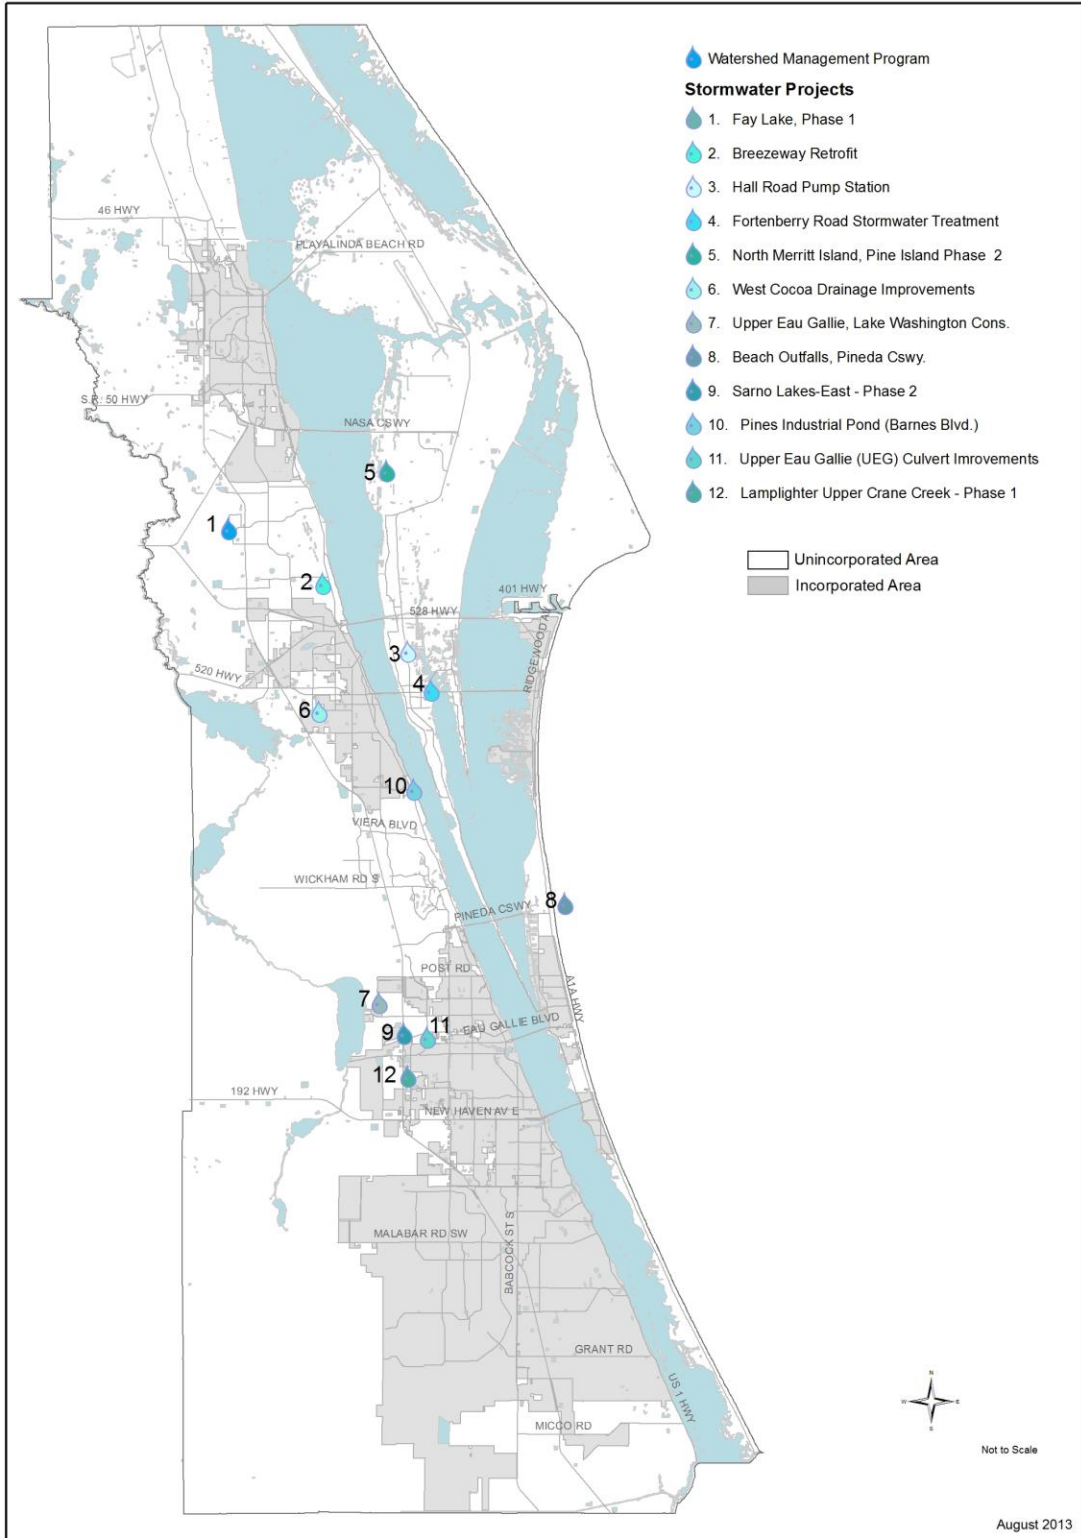 Watershed Management Program
Stormwater Projects
1. Fay Lake, Phase 1
2. Breezeway Retrofit
3. Hall Road Pump Station
4. Fortenberry Road Stormwater Treatment
5. North Merritt Island, Pine Island Phase 2
6. West Cocoa Drainage Improvements
7. Upper Eau Gallie, Lake Washington Cons.
8. Beach Outfalls, Pineda Cswy.
9. Sarno Lakes-East - Phase 2
10. Pines Industrial Pond (Barnes Blvd.)
11. Upper Eau Gallie (UEG) Culvert Imrovements
12. Lamplighter Upper Crane Creek - Phase 1
Unincorporated Area
Incorporated Area
46 HWY
PLAYALINDA BEACH RD
S.R. 50 HWY
NASA CSWY
5
1
2
401 HWY
528 HWY
RIDGEWOOD AV
3
520 HWY
4
6
10
VIERA BLVD
WICKHAM RD S
8
PINEDA CSWY
POST RD
A1A HWY
7
9
11
EAU GALLIE BLVD
12
192 HWY
NEW HAVEN AV E
BABCOCK ST S
MALABAR RD SW
GRANT RD
US 1 HWY
MICCO RD
N
W
E
S
Not to Scale
August 2013